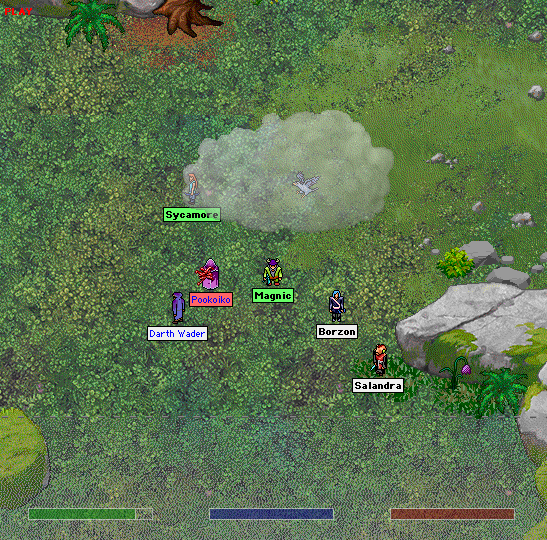 Sycamore
Pookoiko
Magnic
Darth Wader
Borzon
Salandra